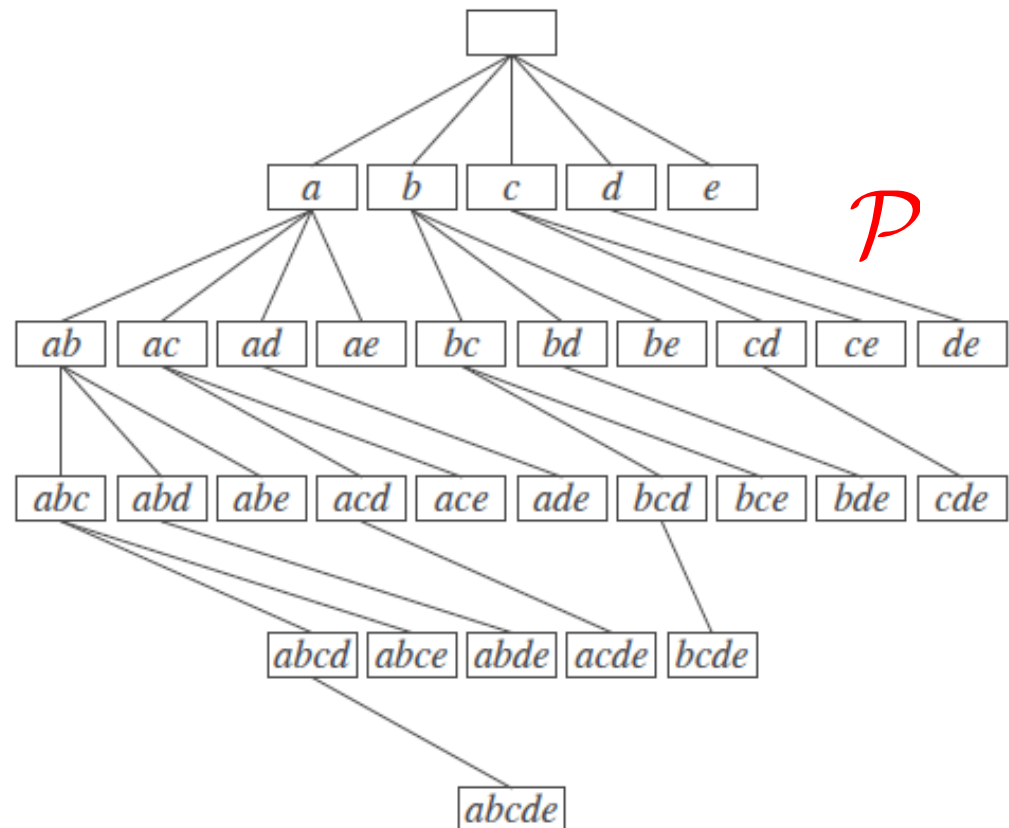 a b c d e
𝒫
ab ac ad ae bc bd be cd ce de
abc abd abe acd ace ade bcd bce bde cde
abcd abce abde acde bcde
abcde